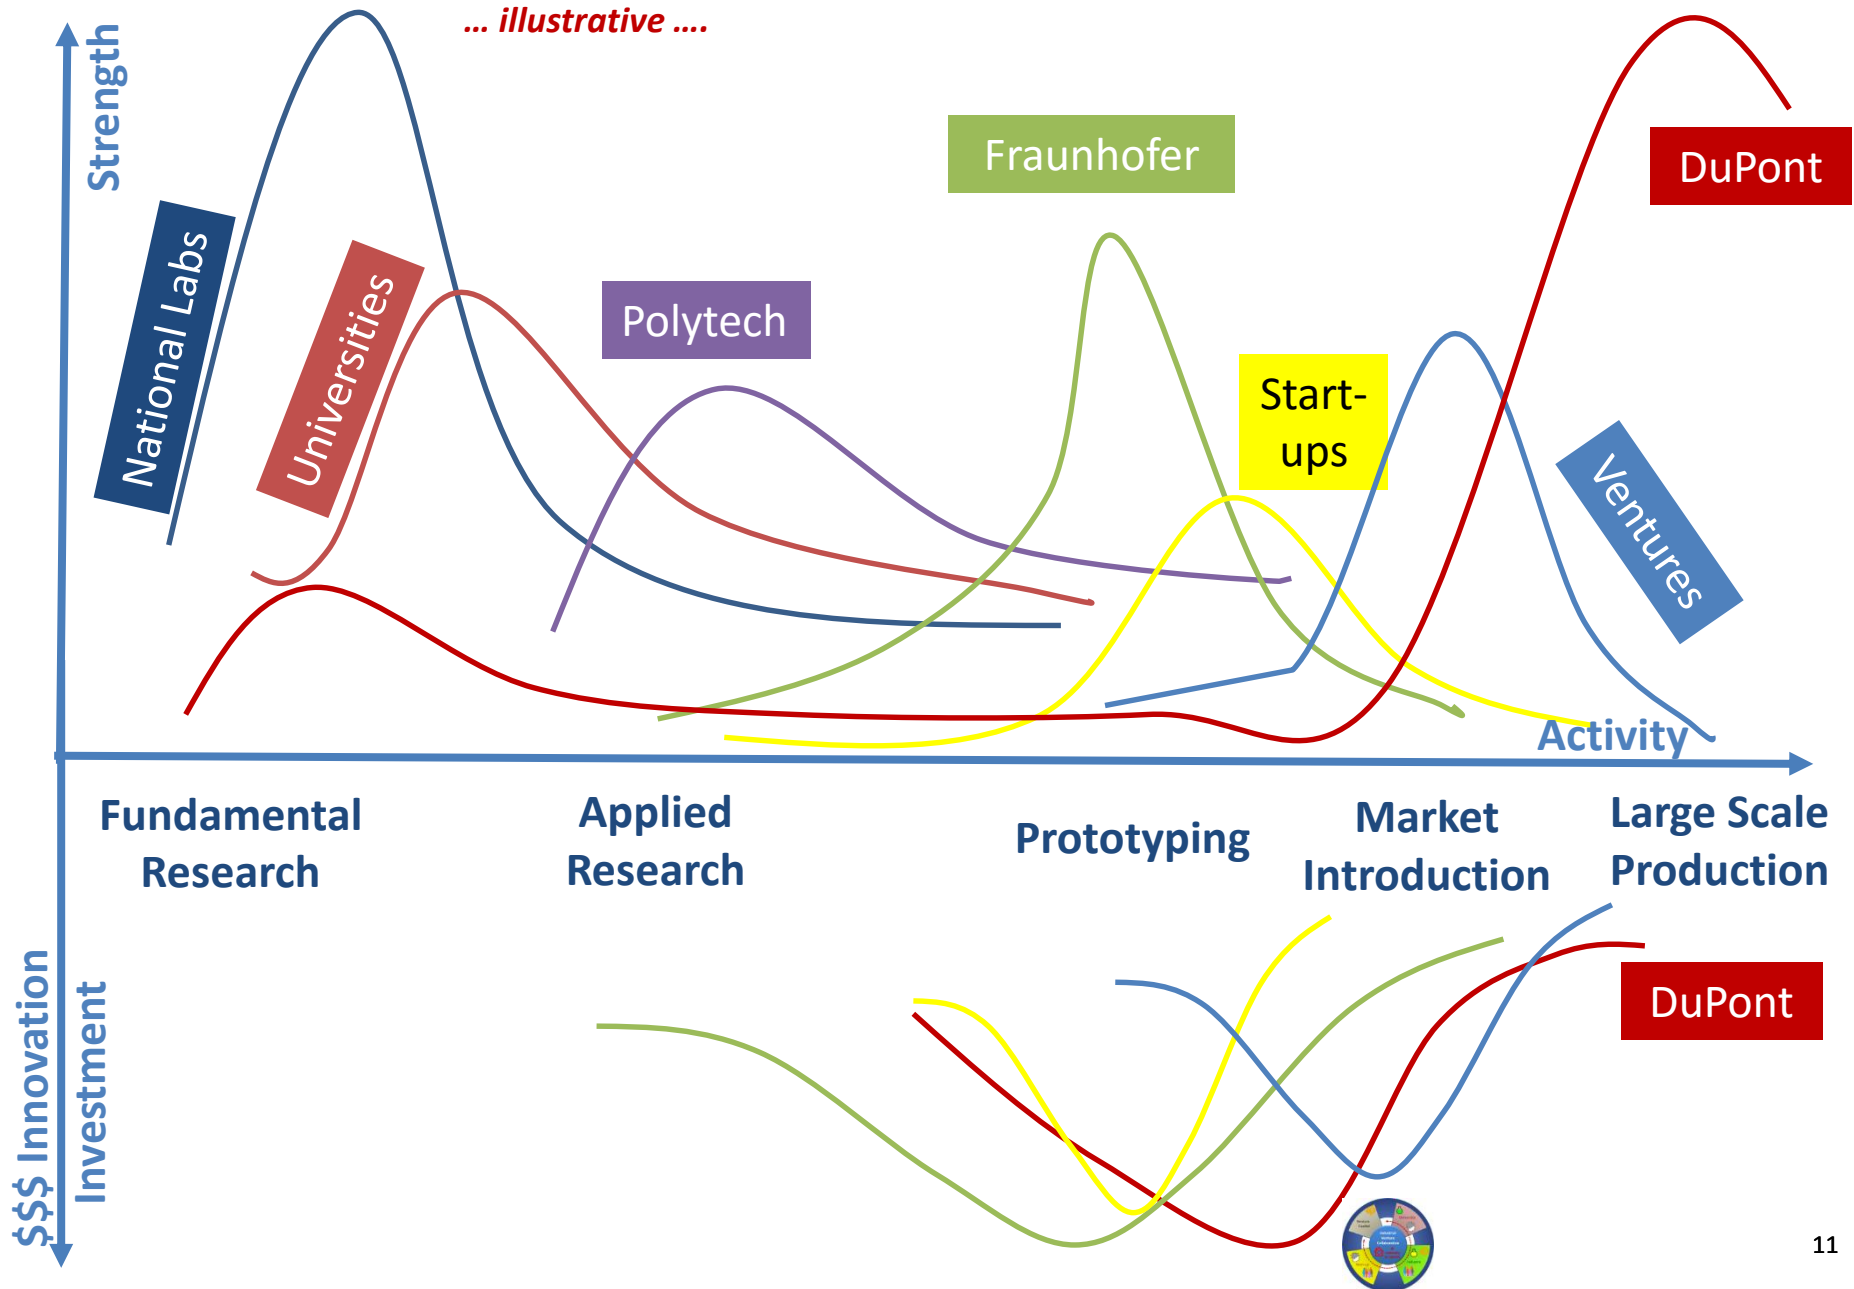 ... illustrative ....
Strength
National Labs
Universities
Polytech
Fraunhofer
Start-
ups
Ventures
DuPont
Activity
Fundamental
Research
Applied
Research
Prototyping
Market
Introduction
Large Scale
Production
$$$ Innovation
Investment
DuPont
11